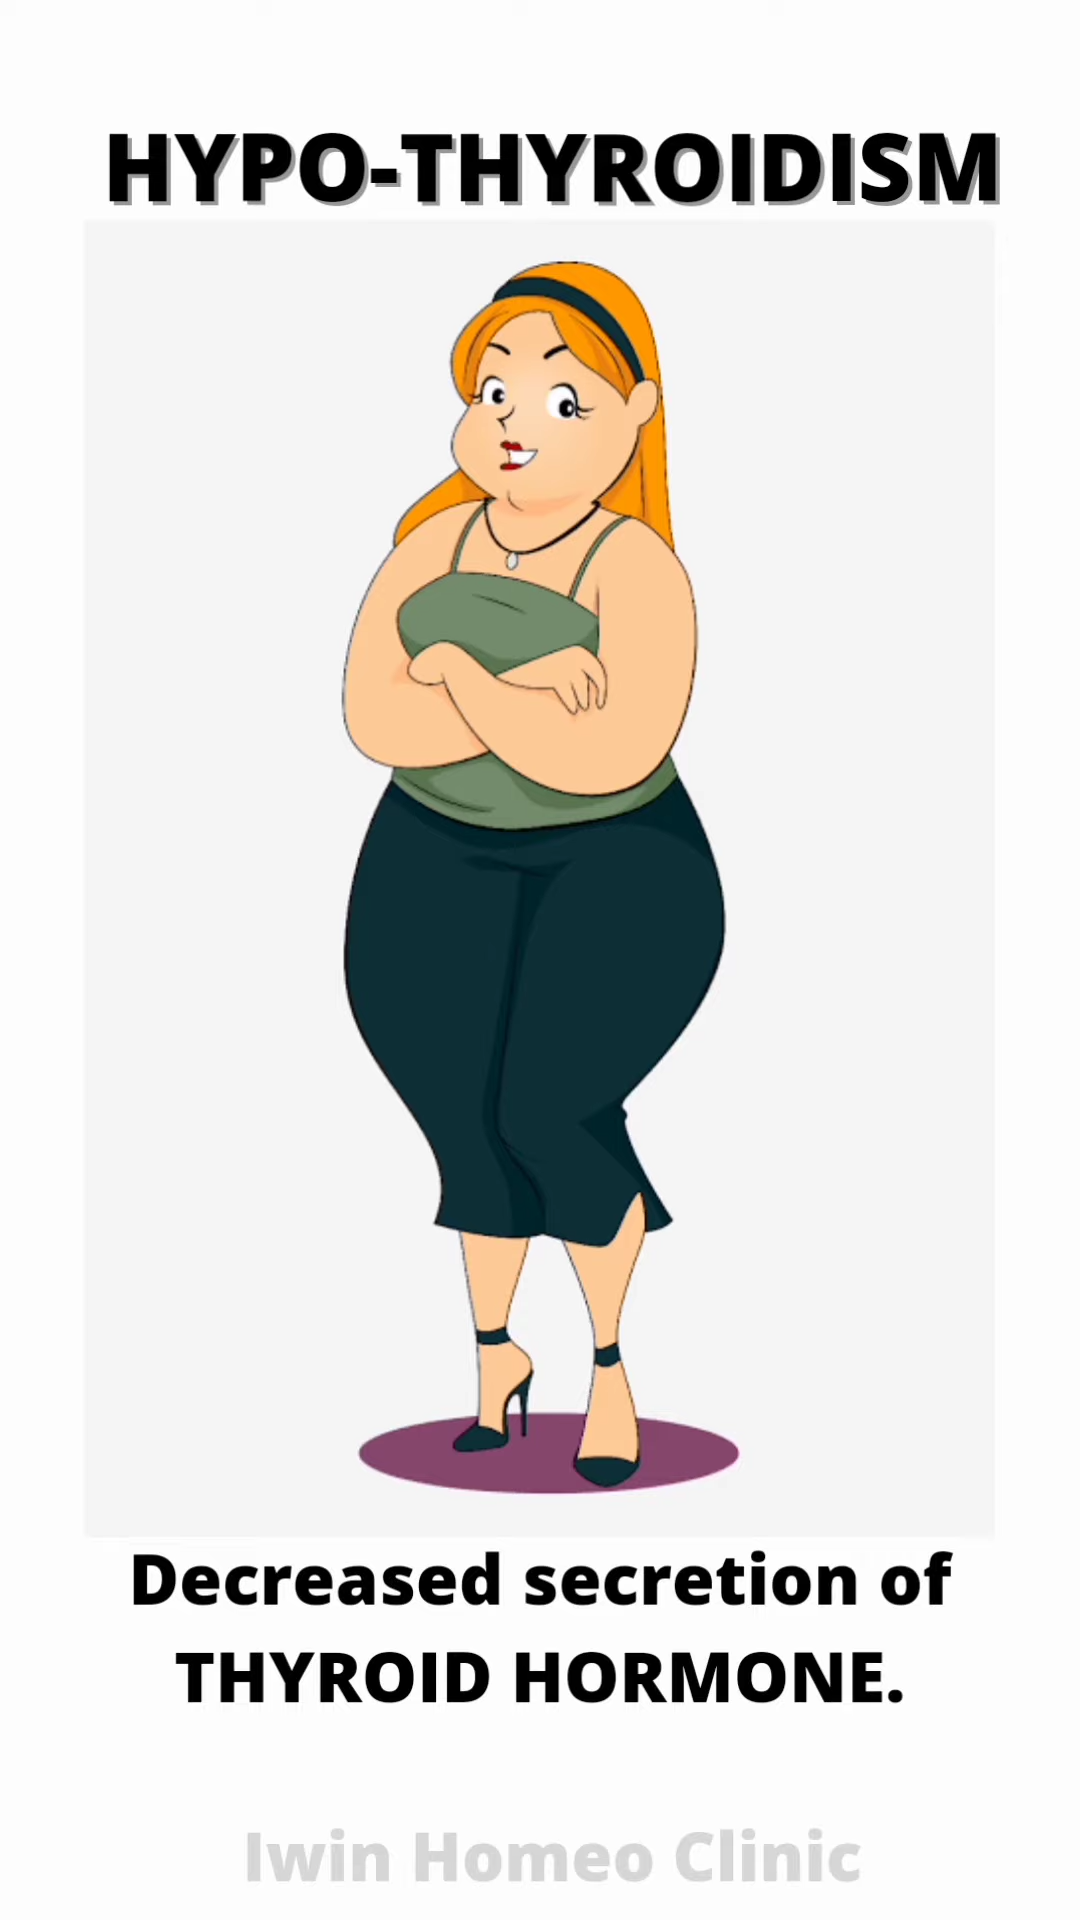 HYPO-THYROIDISM
Decreased secretion of
THYROID HORMONE.
Iwin Homeo Clinic